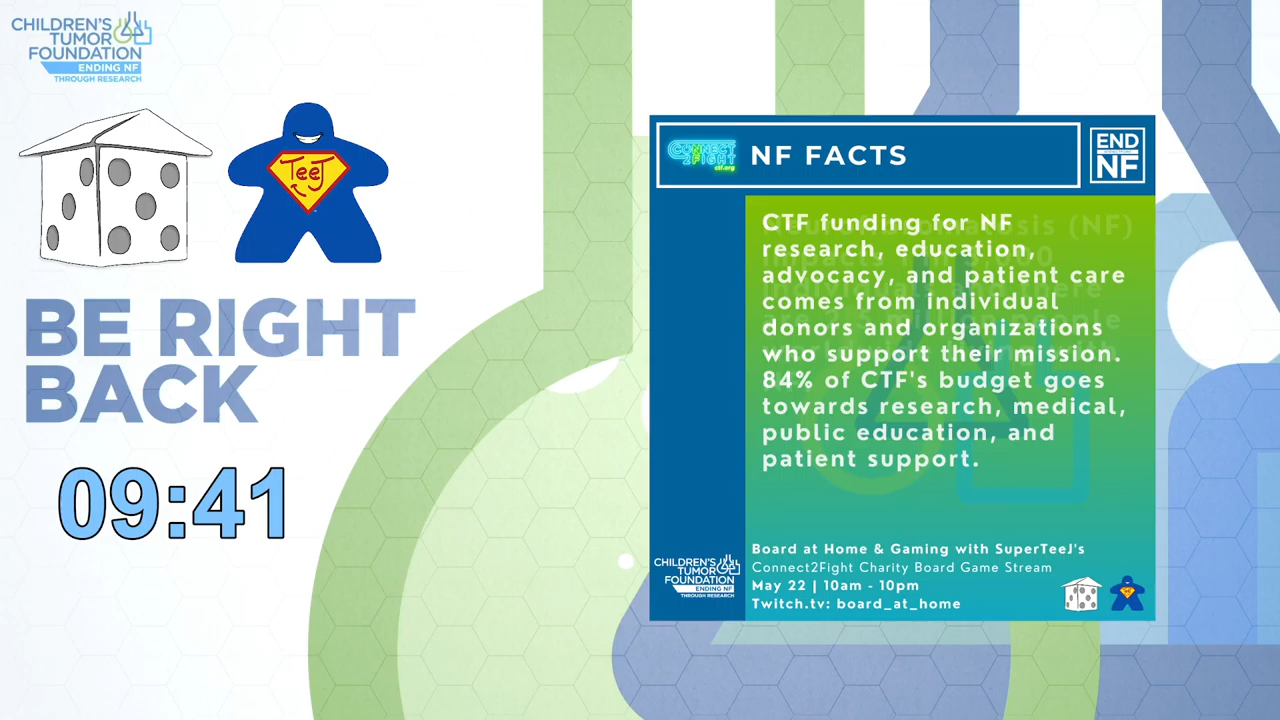 CHILDREN'S
TUMOR
FOUNDATION
ENDING NF
THROUGH RESEARCH
TeeJ
BE RIGHT
BACK
09:41
CONNECT
2FIGHT
ctf.org
NF FACTS
END
NF
CTF funding for NF
research, education,
advocacy, and patient care
comes from individual
donors and organizations
who support their mission.
84% of CTF's budget goes
towards research, medical,
public education, and
patient support.
CHILDREN'S
TUMOR
FOUNDATION
ENDING NF
THROUGH RESEARCH
Board at Home & Gaming with SuperTeeJ's
Connect2Fight Charity Board Game Stream
May 22 | 10am - 10pm
Twitch.tv: board_at_home